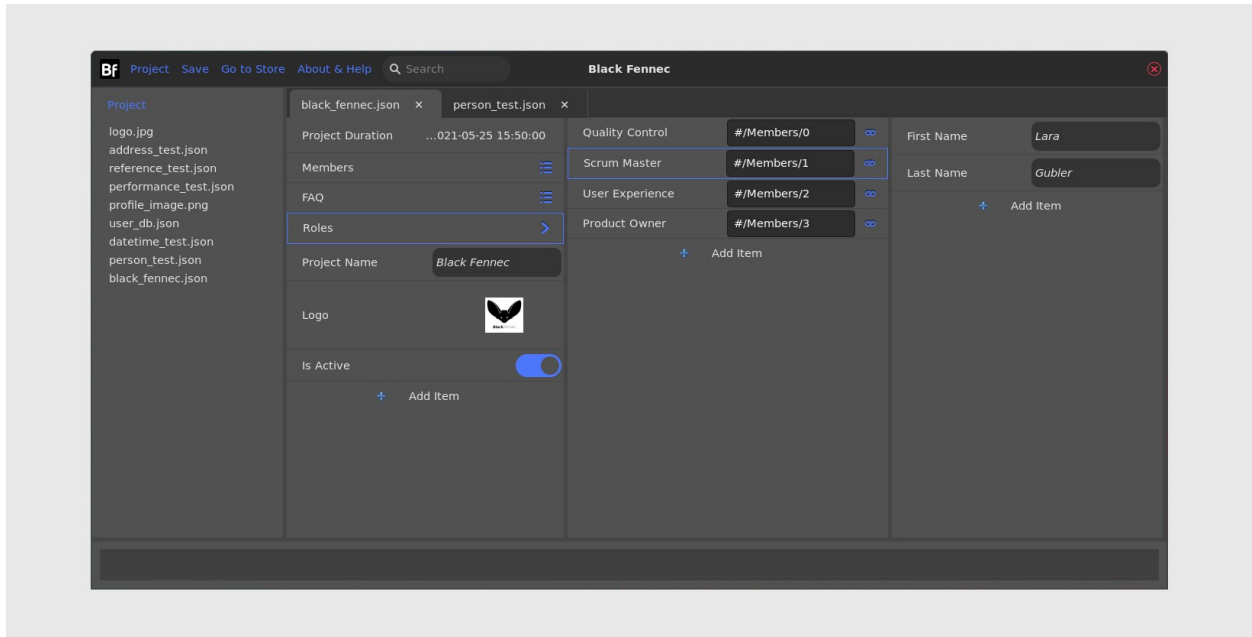 Bf Project Save Go to Store About & Help Search Black Fennec
Project
logo.jpg
address_test.json
reference_test.json
performance_test.json
profile_image.png
user_db.json
datetime_test.json
person_test.json
black_fennec.json
black_fennec.json × person_test.json ×
Project Duration ...021-05-25 15:50:00
Members
FAQ
Roles
Project Name Black Fennec
Logo
Is Active
Add Item
Quality Control #/Members/0
Scrum Master #/Members/1
User Experience #/Members/2
Product Owner #/Members/3
Add Item
First Name Lara
Last Name Gubler
Add Item